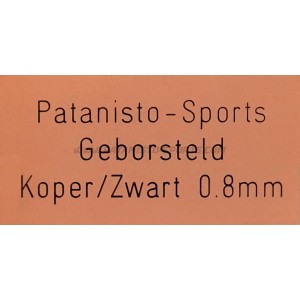 Patanisto-Sports
Geborsteld
Koper/Zwart 0.8mm